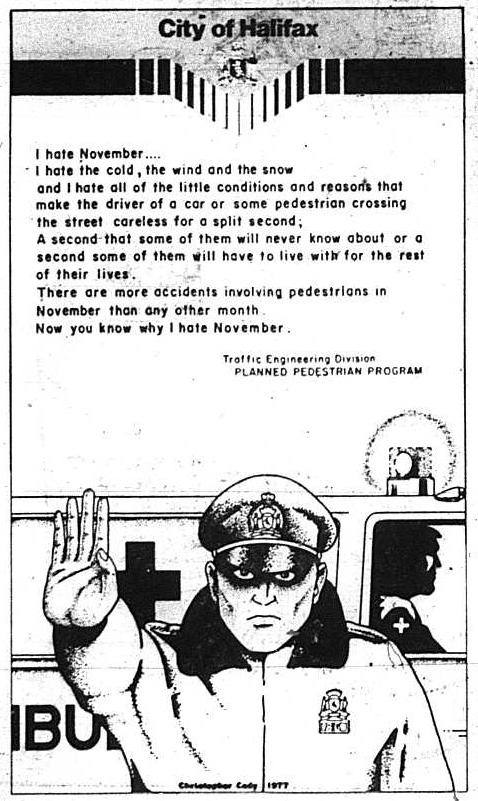 City of Halifax
I hate November....
I hate the cold, the wind and the snow
and I hate all of the little conditions and reasons that
make the driver of a car or some pedestrian crossing
the street careless for a split second;
A second that some of them will never know about or a
second some of them will have to live with for the rest
of their lives.
There are more accidents involving pedestrians in
November than any other month.
Now you know why I hate November.
Traffic Engineering Division
PLANNED PEDESTRIAN PROGRAM
MBU
Christopher Cody 1977